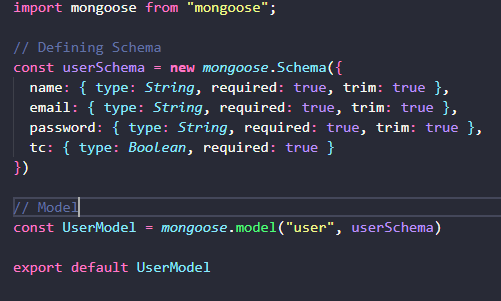 import mongoose from "mongoose";
// Defining Schema
const userSchema = new mongoose.Schema({
name: { type: String, required: true, trim: true },
email: { type: String, required: true, trim: true },
password: { type: String, required: true, trim: true },
tc: { type: Boolean, required: true }
})
// Model
const UserModel = mongoose.model("user", userSchema)
export default UserModel